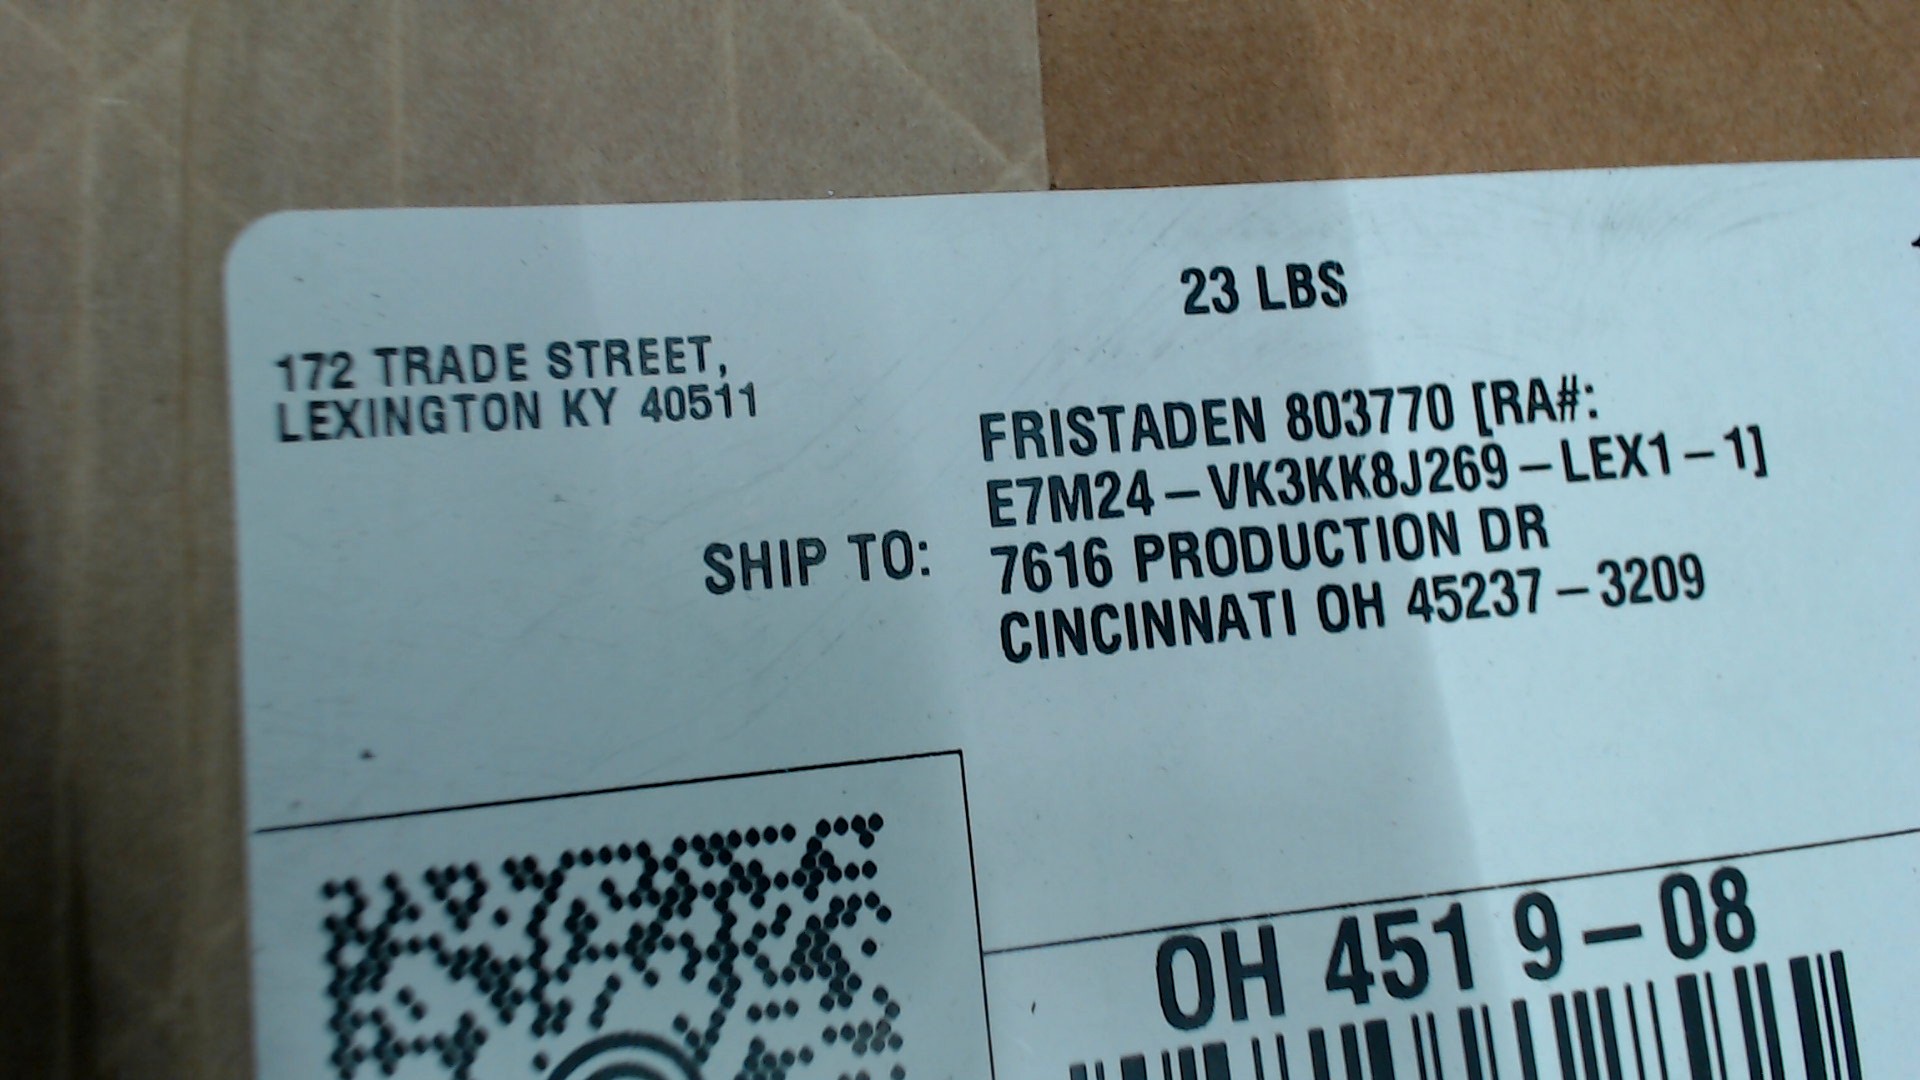 23 LBS
172 TRADE STREET,
LEXINGTON KY 40511
FRISTADEN 803770 [RA#:
E7M24-VK3KK8J269-LEX1-1]
SHIP TO: 7616 PRODUCTION DR
CINCINNATI OH 45237-3209
OH 451 9-08